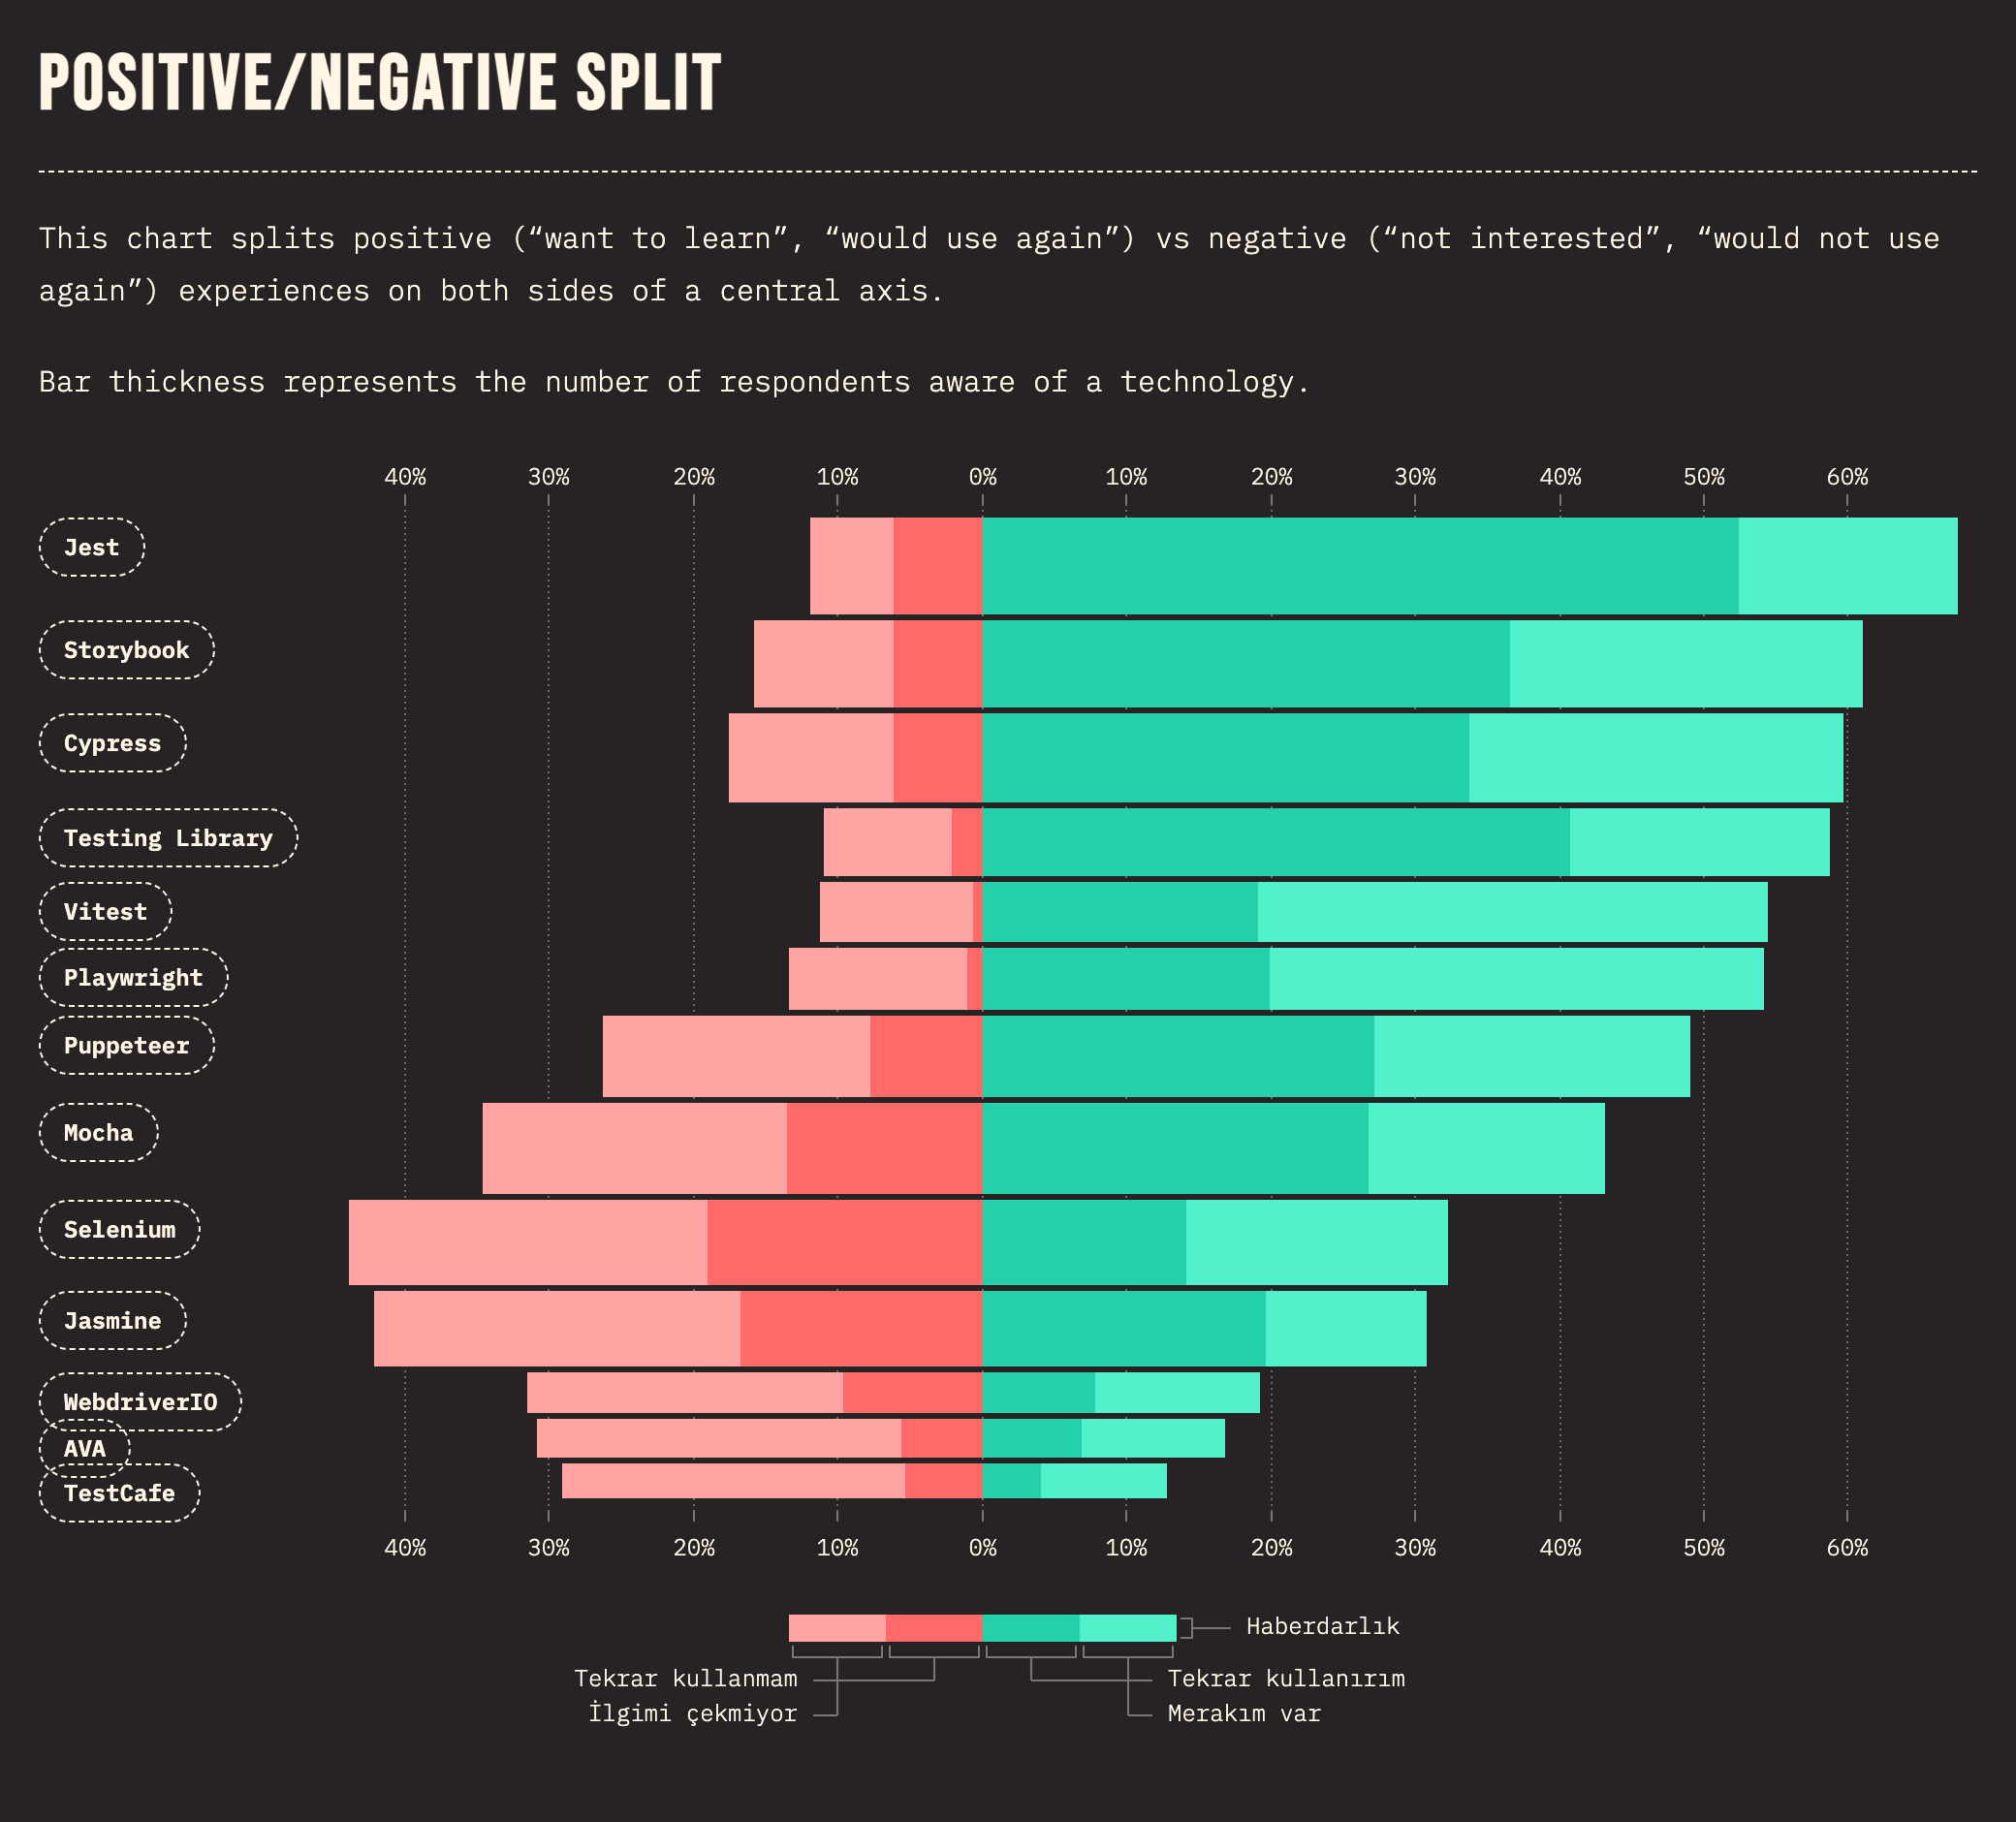 POSITIVE/NEGATIVE SPLIT
This chart splits positive (“want to learn”, “would use again”) vs negative (“not interested”, “would not use
again”) experiences on both sides of a central axis.
Bar thickness represents the number of respondents aware of a technology.
40% 30% 20% 10% 0% 10% 20% 30% 40% 50% 60%
Jest
Storybook
Cypress
Testing Library
Vitest
Playwright
Puppeteer
Mocha
Selenium
Jasmine
WebdriverIO
AVA
TestCafe
40% 30% 20% 10% 0% 10% 20% 30% 40% 50% 60%
Haberdarlık
Tekrar kullanmam Tekrar kullanırım
İlgimi çekmiyor Merakım var